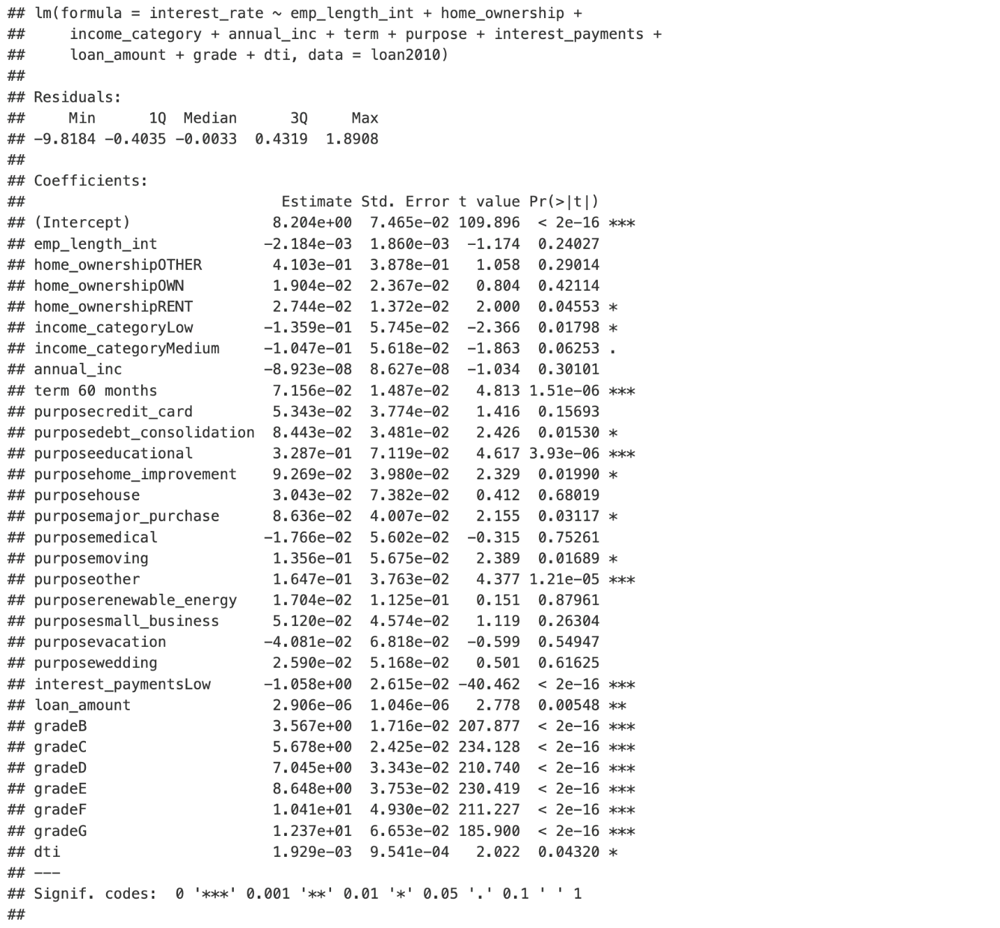 ## lm(formula = interest_rate ~ emp_length_int + home_ownership +
##     income_category + annual_inc + term + purpose + interest_payments +
##     loan_amount + grade + dti, data = loan2010)
##
## Residuals:
##     Min      1Q  Median      3Q     Max
## -9.8184 -0.4035 -0.0033  0.4319  1.8908
##
## Coefficients:
##                             Estimate Std. Error t value Pr(>|t|)
## (Intercept)                8.204e+00  7.465e-02 109.896  < 2e-16 ***
## emp_length_int            -2.184e-03  1.860e-03  -1.174  0.24027
## home_ownershipOTHER        4.103e-01  3.878e-01   1.058  0.29014
## home_ownershipOWN          1.904e-02  2.367e-02   0.804  0.42114
## home_ownershipRENT         2.744e-02  1.372e-02   2.000  0.04553 *
## income_categoryLow        -1.359e-01  5.745e-02  -2.366  0.01798 *
## income_categoryMedium     -1.047e-01  5.618e-02  -1.863  0.06253 .
## annual_inc                -8.923e-08  8.627e-08  -1.034  0.30101
## term 60 months             7.156e-02  1.487e-02   4.813 1.51e-06 ***
## purposecredit_card         5.343e-02  3.774e-02   1.416  0.15693
## purposedebt_consolidation  8.443e-02  3.481e-02   2.426  0.01530 *
## purposeeducational         3.287e-01  7.119e-02   4.617 3.93e-06 ***
## purposehome_improvement    9.269e-02  3.980e-02   2.329  0.01990 *
## purposehouse               3.043e-02  7.382e-02   0.412  0.68019
## purposemajor_purchase      8.636e-02  4.007e-02   2.155  0.03117 *
## purposemedical            -1.766e-02  5.602e-02  -0.315  0.75261
## purposemoving              1.356e-01  5.675e-02   2.389  0.01689 *
## purposeother               1.647e-01  3.763e-02   4.377 1.21e-05 ***
## purposerenewable_energy    1.704e-02  1.125e-01   0.151  0.87961
## purposesmall_business      5.120e-02  4.574e-02   1.119  0.26304
## purposevacation           -4.081e-02  6.818e-02  -0.599  0.54947
## purposewedding             2.590e-02  5.168e-02   0.501  0.61625
## interest_paymentsLow      -1.058e+00  2.615e-02 -40.462  < 2e-16 ***
## loan_amount                2.906e-06  1.046e-06   2.778  0.00548 **
## gradeB                     3.567e+00  1.716e-02 207.877  < 2e-16 ***
## gradeC                     5.678e+00  2.425e-02 234.128  < 2e-16 ***
## gradeD                     7.045e+00  3.343e-02 210.740  < 2e-16 ***
## gradeE                     8.648e+00  3.753e-02 230.419  < 2e-16 ***
## gradeF                     1.041e+01  4.930e-02 211.227  < 2e-16 ***
## gradeG                     1.237e+01  6.653e-02 185.900  < 2e-16 ***
## dti                        1.929e-03  9.541e-04   2.022  0.04320 *
## ---
## Signif. codes:  0 '***' 0.001 '**' 0.01 '*' 0.05 '.' 0.1 ' ' 1
##